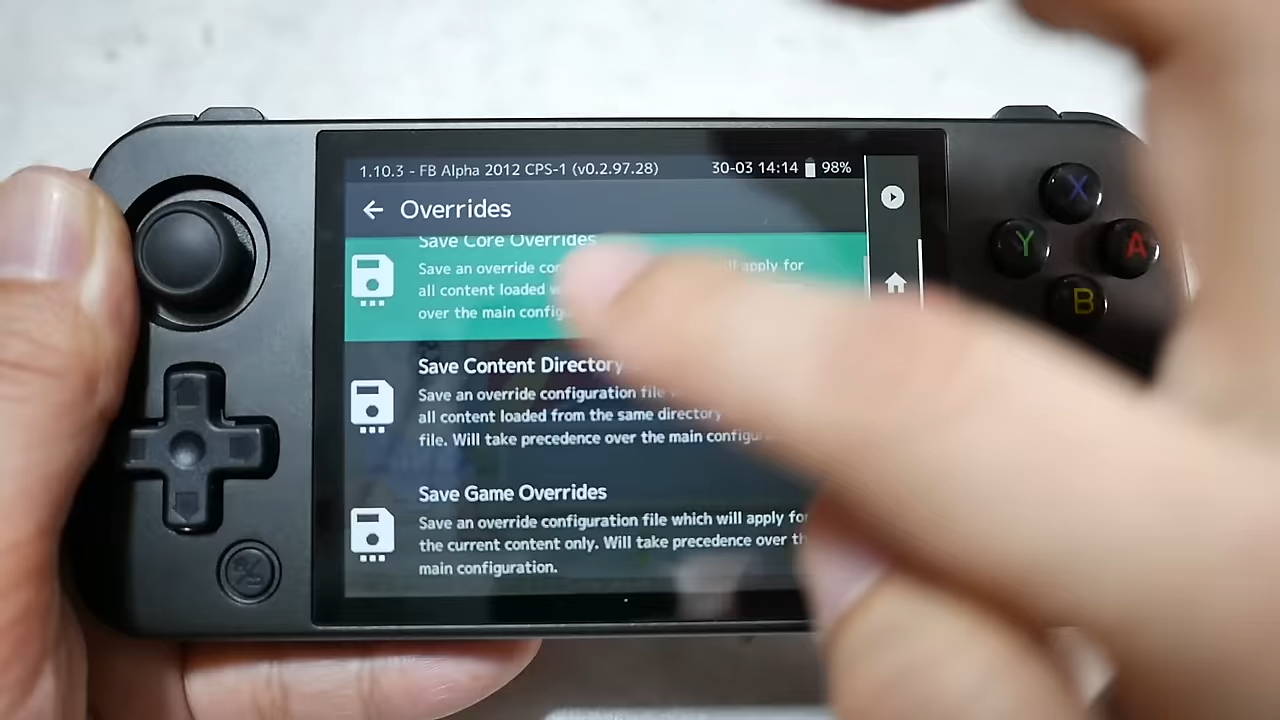 1.10.3 - FB Alpha 2012 CPS-1 (v0.2.97.28) 30-03 14:14 98%
Overrides
Save Core Overrides
Save an override will apply for
all content loaded
over the main
Save Content Directory
Save an override configuration file
all content loaded from the same directory
file. Will take precedence over the main
Save Game Overrides
Save an override configuration file which will apply for
the current content only. Will take precedence over
main configuration.
X
Y
A
B